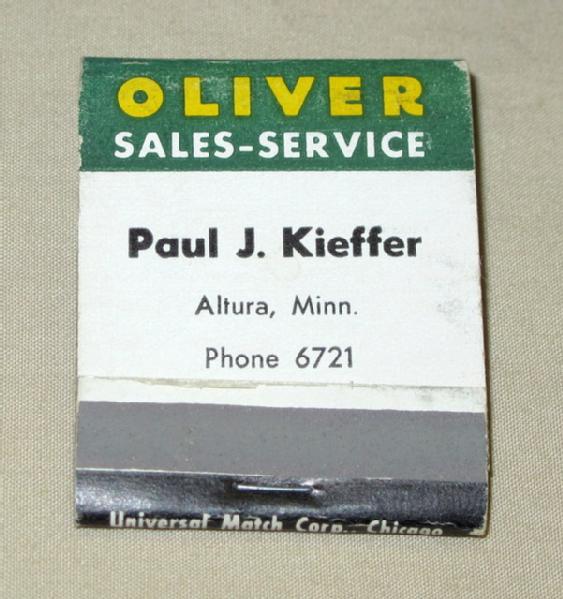 OLIVER
SALES-SERVICE
Paul J. Kieffer
Altura, Minn.
Phone 6721
Universal Match Corp., Chicago